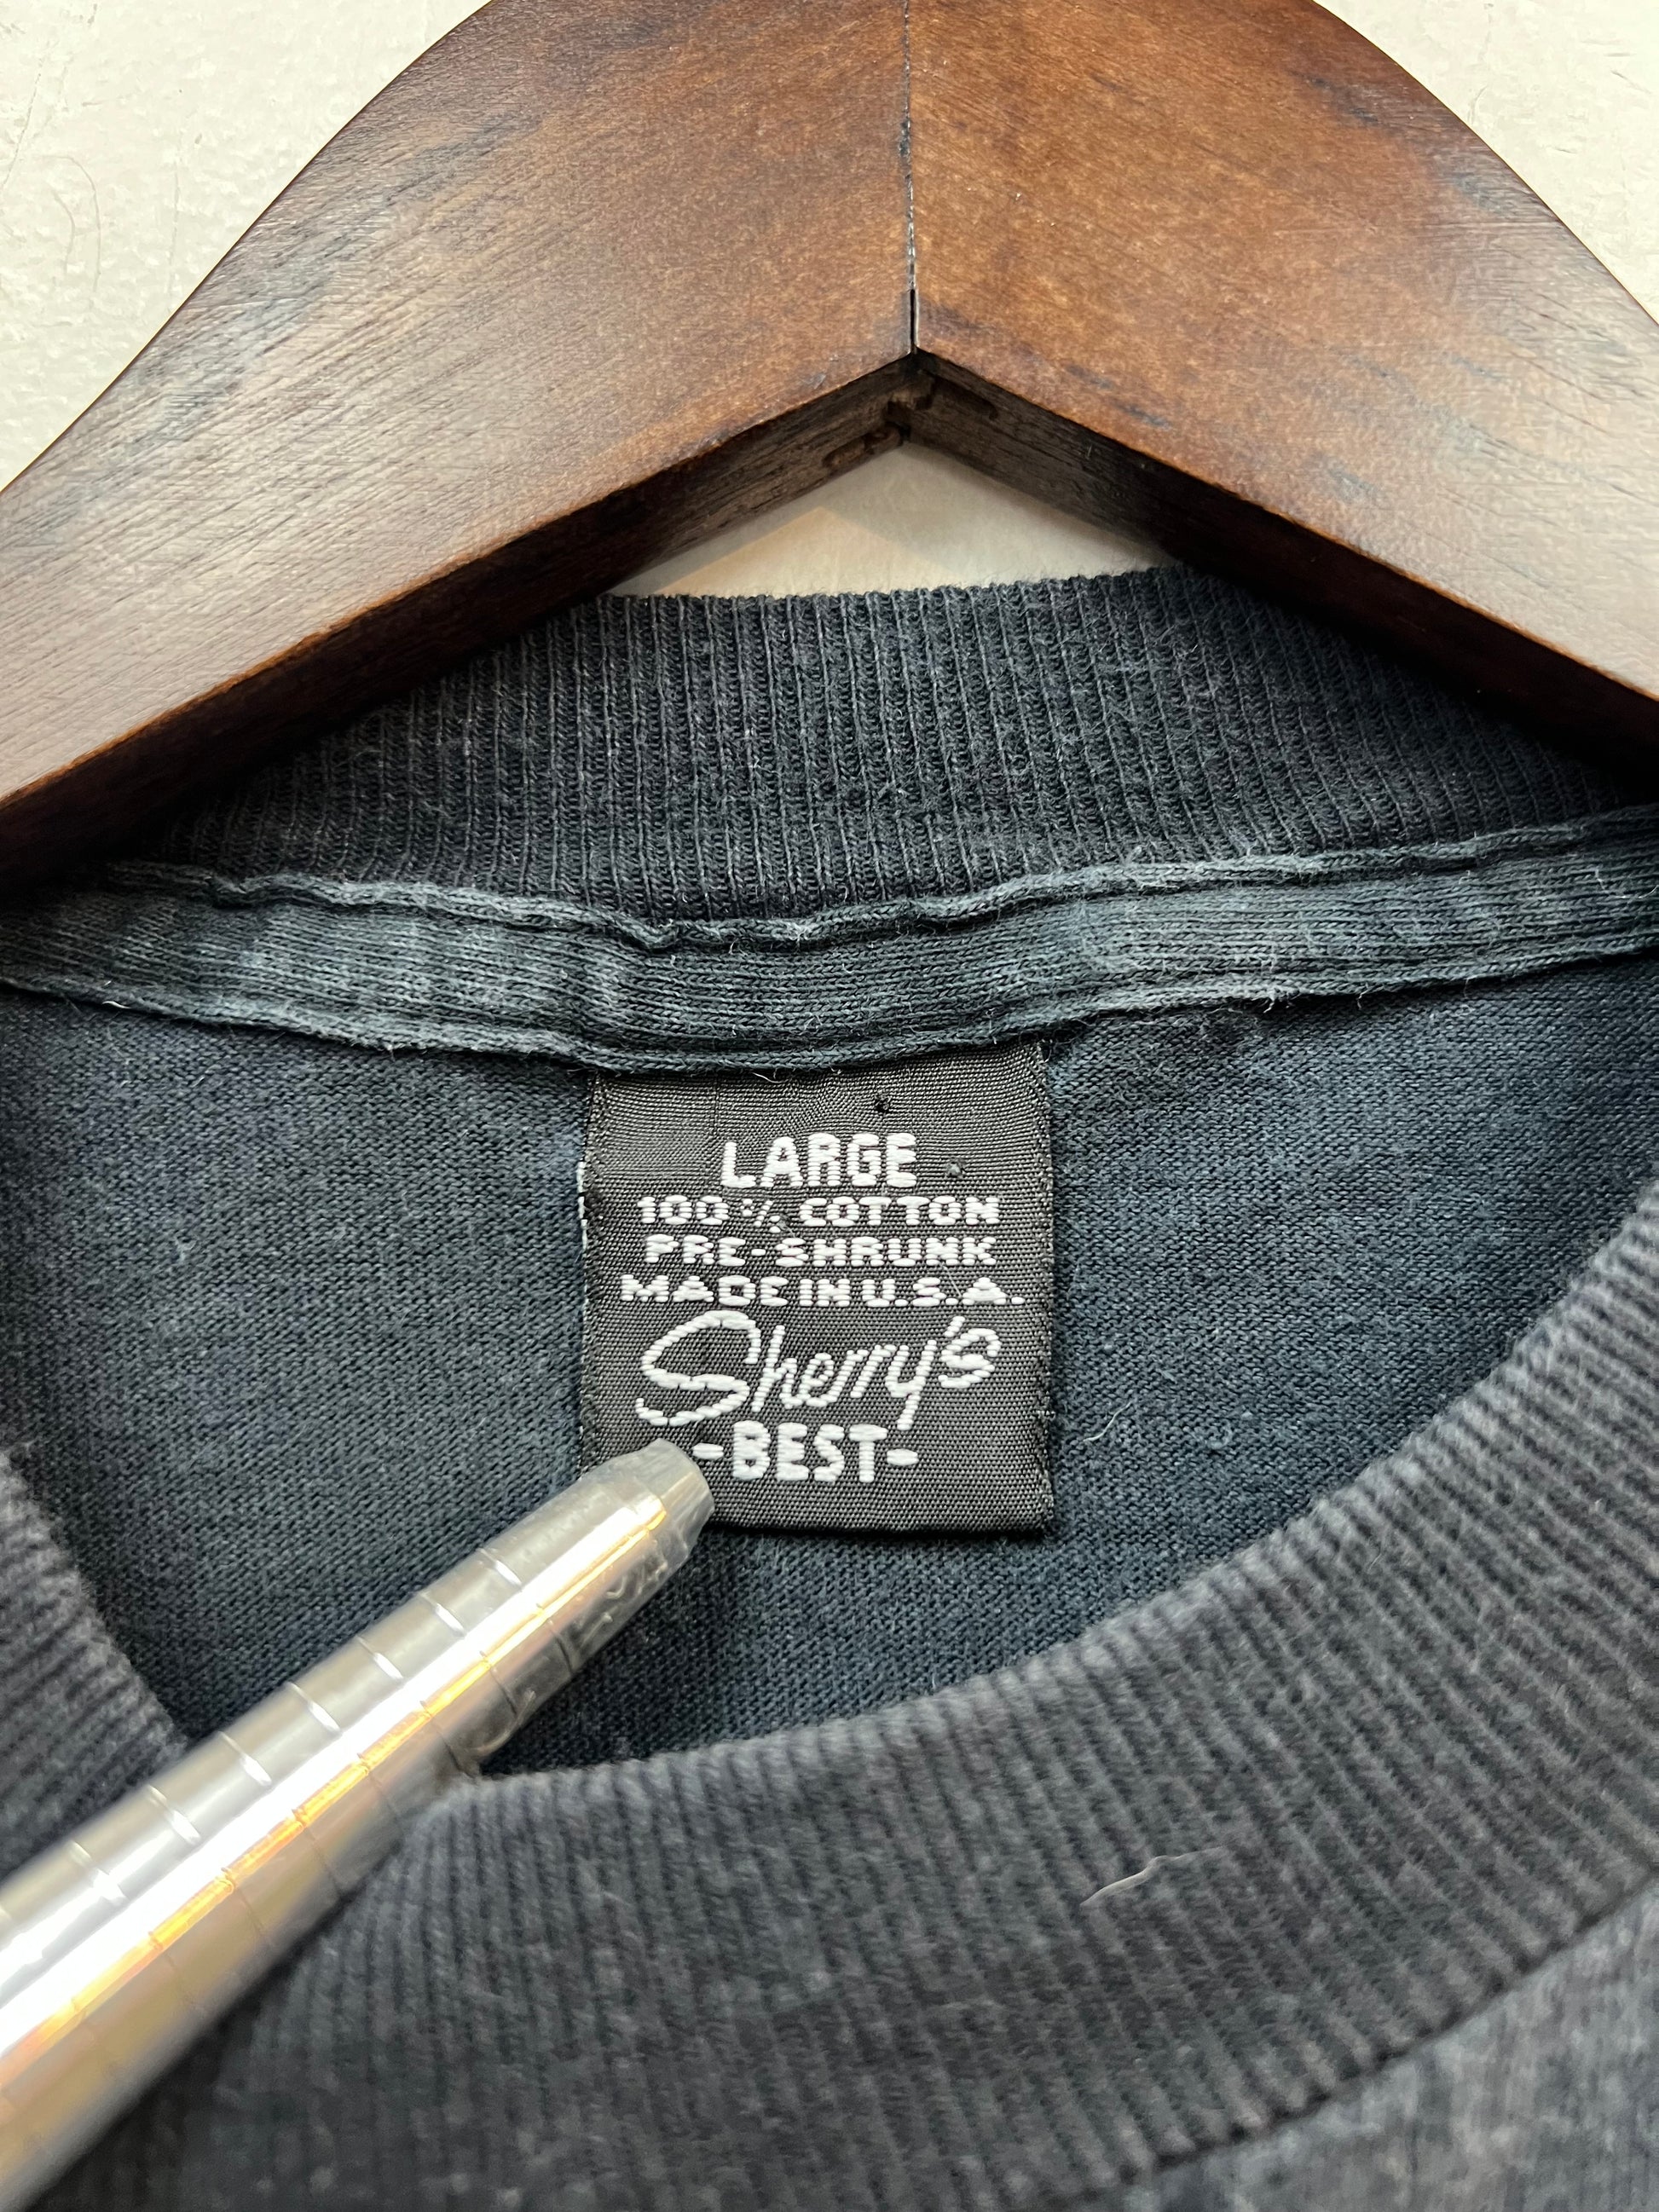 LARGE
100% COTTON
PRE-SHRUNK
MADE IN U.S.A.
Sherry's
-BEST-